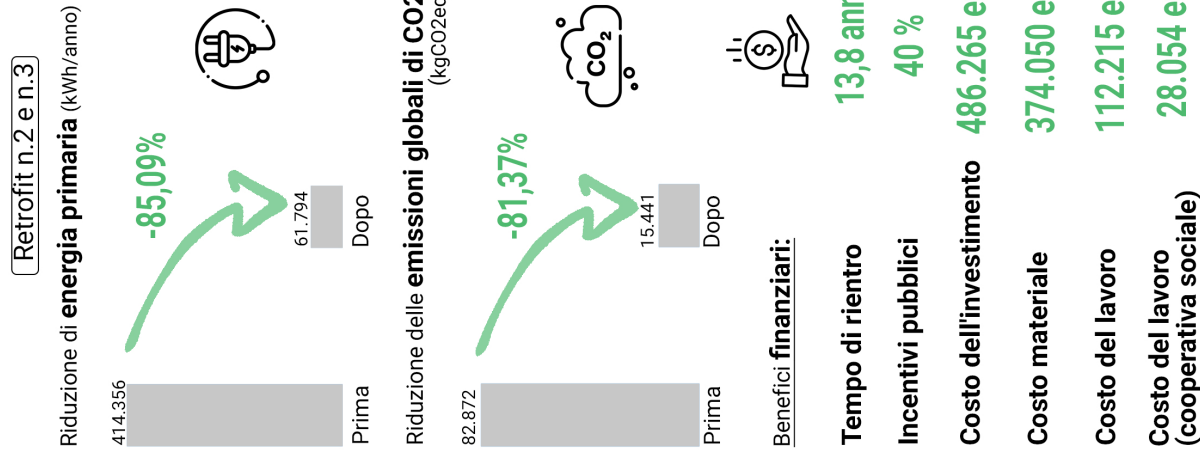 Retrofit n.2 e n.3
Riduzione di energia primaria (kWh/anno)
-85,09%
414.356
61.794
Prima
Dopo
Riduzione delle emissioni globali di CO2
(kgCO2eq
-81,37%
CO₂
82.872
15.441
Prima
Dopo
Benefici finanziari:
$
Tempo di rientro 13,8 ann
Incentivi pubblici 40 %
Costo dell'investimento 486.265 e
Costo materiale 374.050 e
Costo del lavoro 112.215 e
Costo del lavoro 28.054 e
(cooperativa sociale)